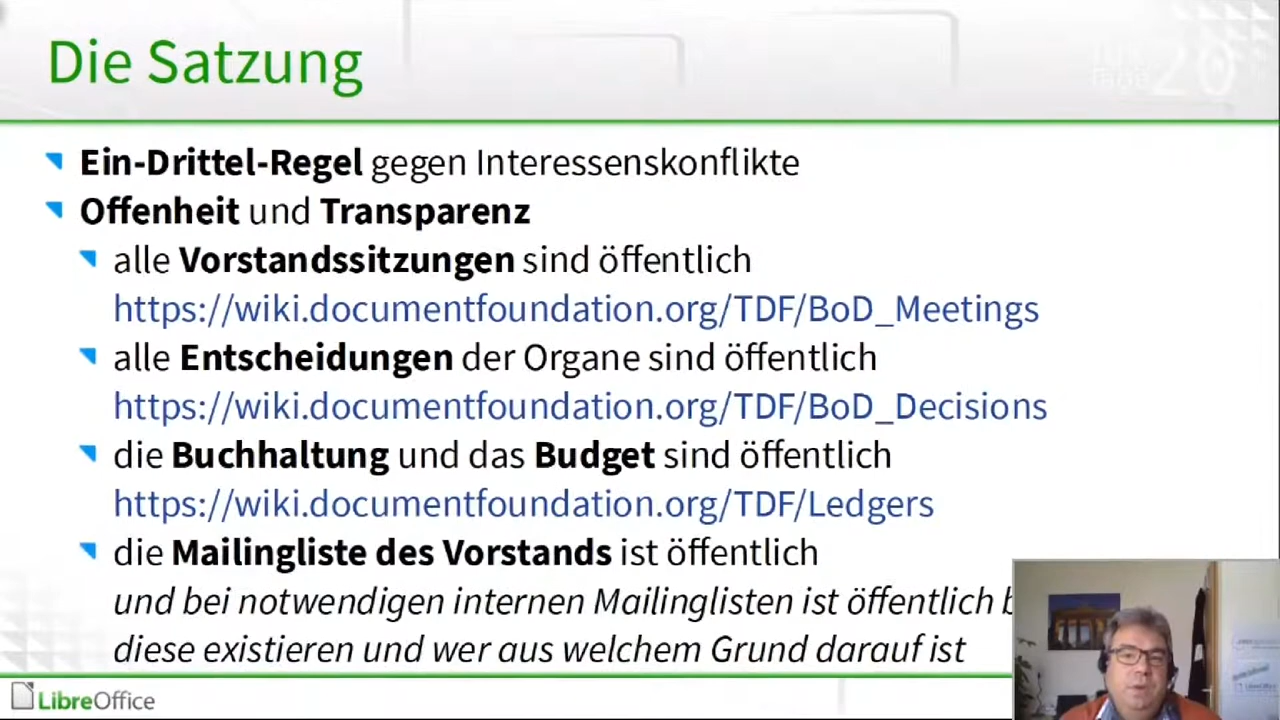 Die Satzung
Ein-Drittel-Regel gegen Interessenskonflikte
Offenheit und Transparenz
alle Vorstandssitzungen sind öffentlich
https://wiki.documentfoundation.org/TDF/BoD_Meetings
alle Entscheidungen der Organe sind öffentlich
https://wiki.documentfoundation.org/TDF/BoD_Decisions
die Buchhaltung und das Budget sind öffentlich
https://wiki.documentfoundation.org/TDF/Ledgers
die Mailingliste des Vorstands ist öffentlich
und bei notwendigen internen Mailinglisten ist öffentlich
diese existieren und wer aus welchem Grund darauf ist
LibreOffice
20